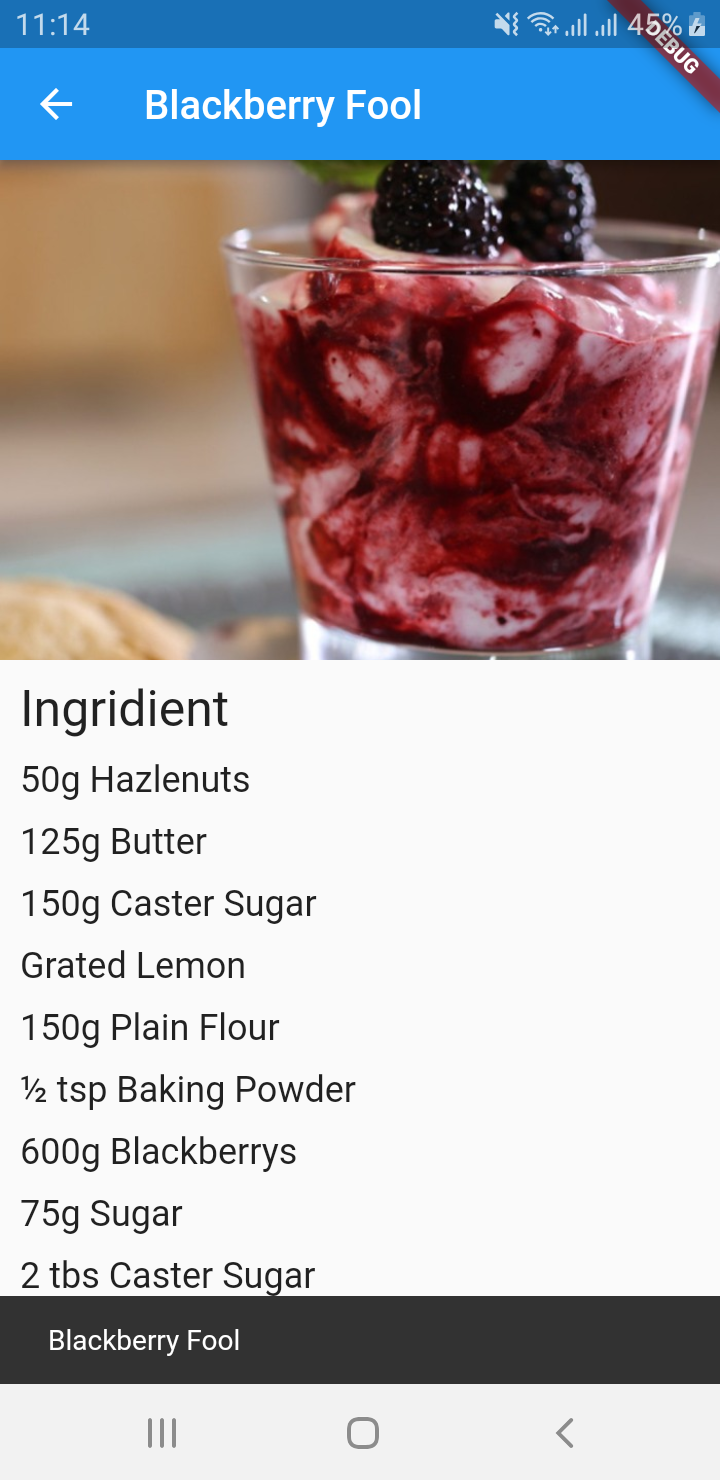 11:14
45%
DEBUG
Blackberry Fool
Ingridient
50g Hazlenuts
125g Butter
150g Caster Sugar
Grated Lemon
150g Plain Flour
½ tsp Baking Powder
600g Blackberrys
75g Sugar
2 tbs Caster Sugar
Blackberry Fool